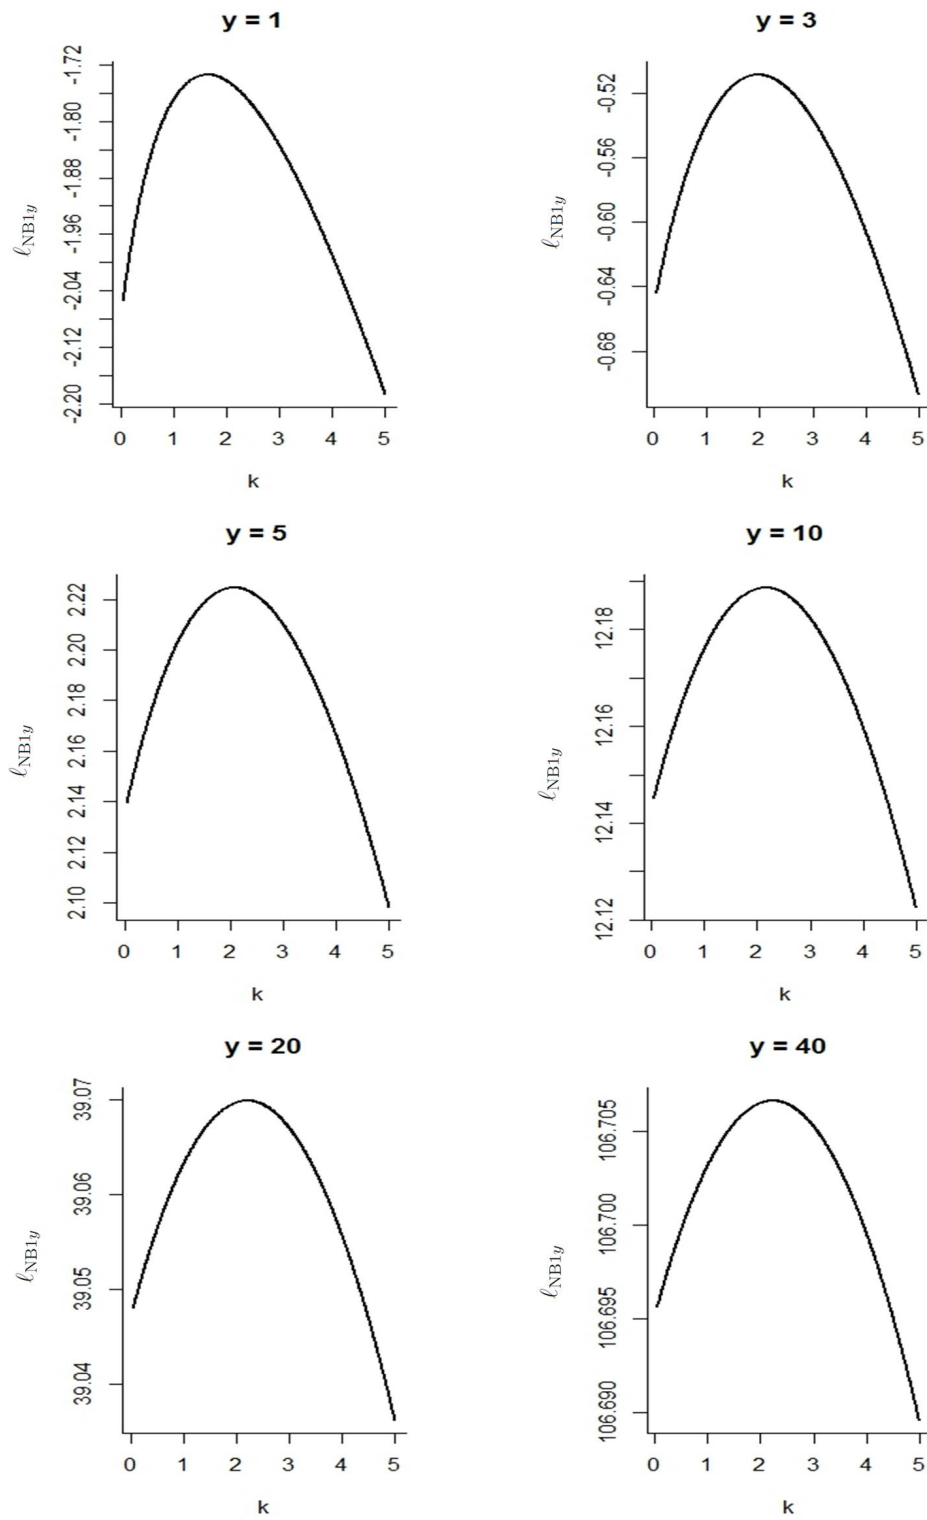 y = 1
-1.72
-1.80
-1.88
-1.96
-2.04
-2.12
-2.20
ℓNB1y
0 1 2 3 4 5
k
y = 3
-0.52
-0.56
-0.60
-0.64
-0.68
ℓNB1y
0 1 2 3 4 5
k
y = 5
2.22
2.20
2.18
2.16
2.14
2.12
2.10
ℓNB1y
0 1 2 3 4 5
k
y = 10
12.18
12.16
12.14
12.12
ℓNB1y
0 1 2 3 4 5
k
y = 20
39.07
39.06
39.05
39.04
ℓNB1y
0 1 2 3 4 5
k
y = 40
106.705
106.700
106.695
106.690
ℓNB1y
0 1 2 3 4 5
k